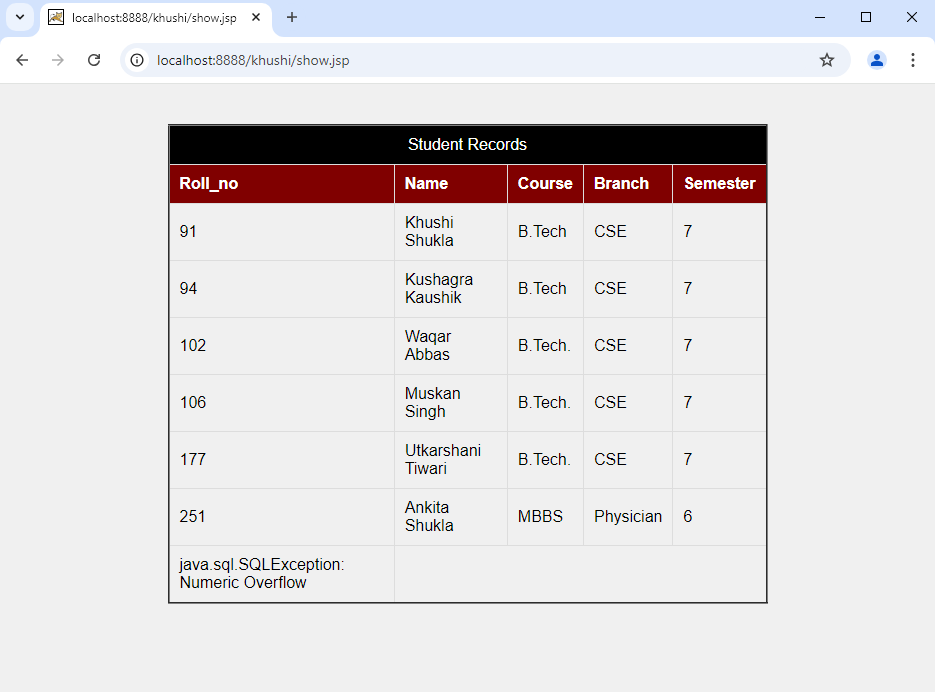 localhost:8888/khushi/show.jsp
localhost:8888/khushi/show.jsp
Student Records
Roll_no Name Course Branch Semester
91 Khushi Shukla B.Tech CSE 7
94 Kushagra Kaushik B.Tech CSE 7
102 Waqar Abbas B.Tech. CSE 7
106 Muskan Singh B.Tech. CSE 7
177 Utkarshani Tiwari B.Tech. CSE 7
251 Ankita Shukla MBBS Physician 6
java.sql.SQLException:
Numeric Overflow